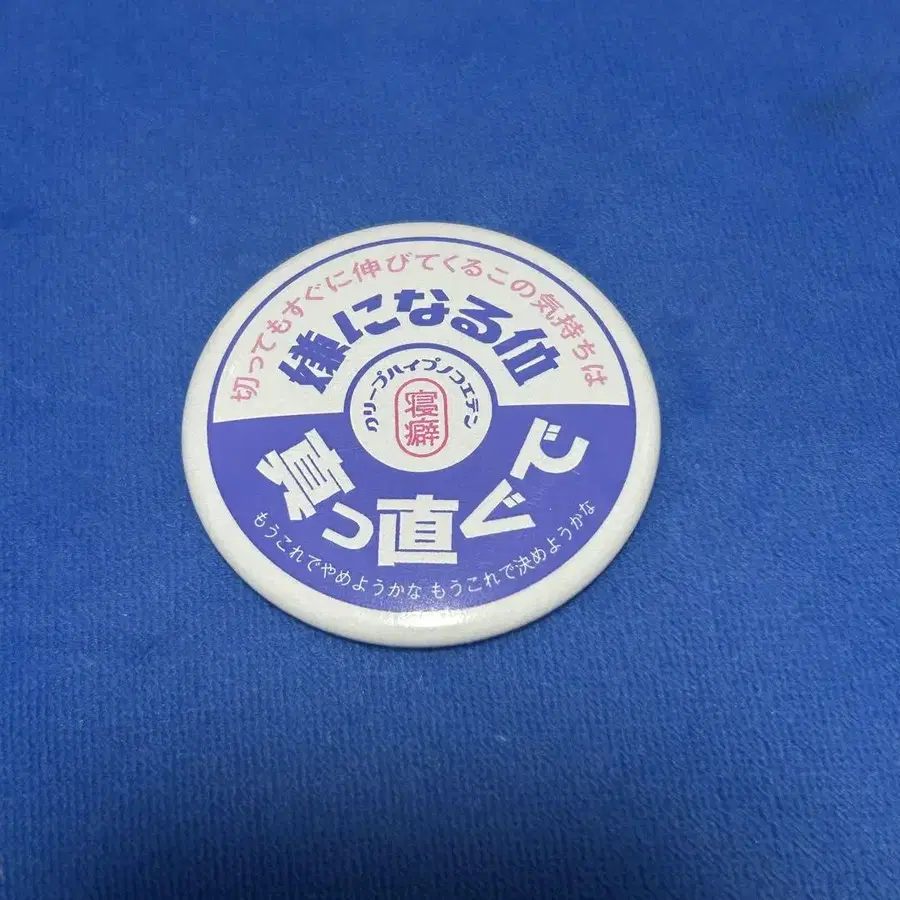 切ってもすぐに伸びてくるこの気持ちは
嫌になる位
クリープハイプノコエデン
寝癖
真っ直ぐで
もうこれでやめようかな もうこれで決めようかな